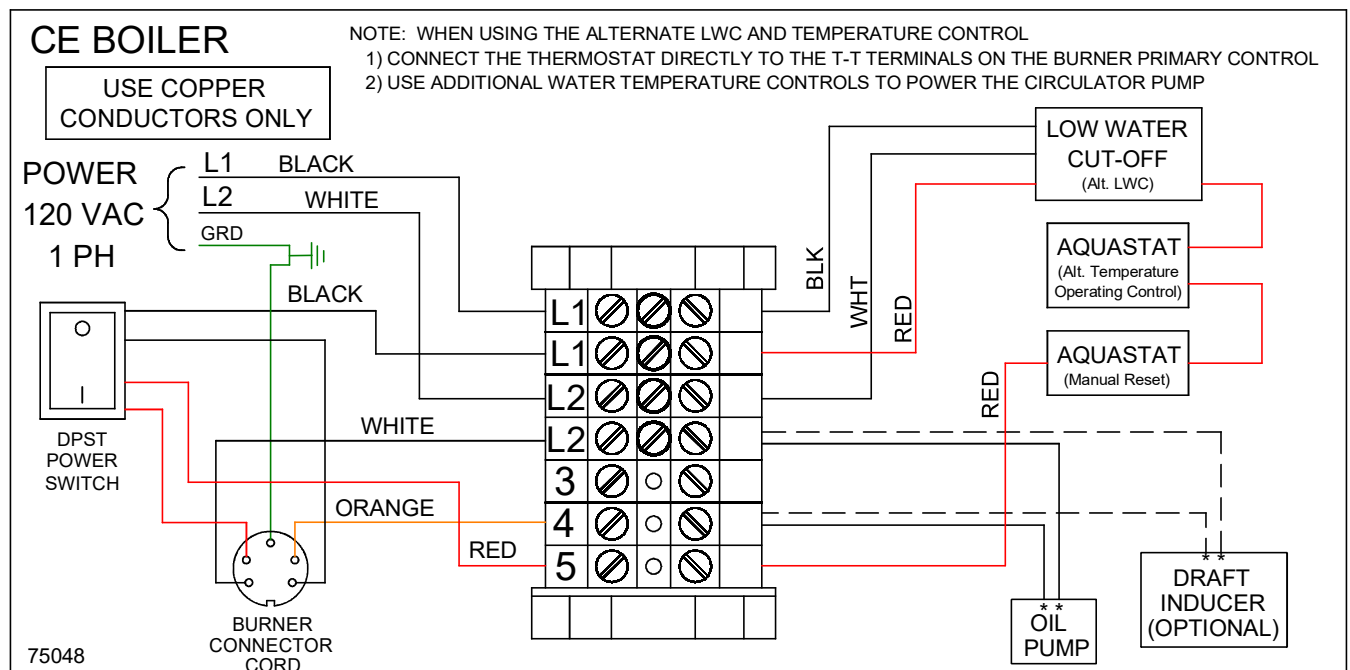 CE BOILER
USE COPPER
CONDUCTORS ONLY
NOTE: WHEN USING THE ALTERNATE LWC AND TEMPERATURE CONTROL
1) CONNECT THE THERMOSTAT DIRECTLY TO THE T-T TERMINALS ON THE BURNER PRIMARY CONTROL
2) USE ADDITIONAL WATER TEMPERATURE CONTROLS TO POWER THE CIRCULATOR PUMP
POWER
120 VAC
1 PH
L1 BLACK
L2 WHITE
GRD
BLACK
DPST
POWER
SWITCH
WHITE
ORANGE
RED
BURNER
CONNECTOR
CORD
L1
L1
L2
L2
3
4
5
BLK
WHT
RED
RED
LOW WATER
CUT-OFF
(Alt. LWC)
AQUASTAT
(Alt. Temperature
Operating Control)
AQUASTAT
(Manual Reset)
* *
OIL
PUMP
* *
DRAFT
INDUCER
(OPTIONAL)
75048